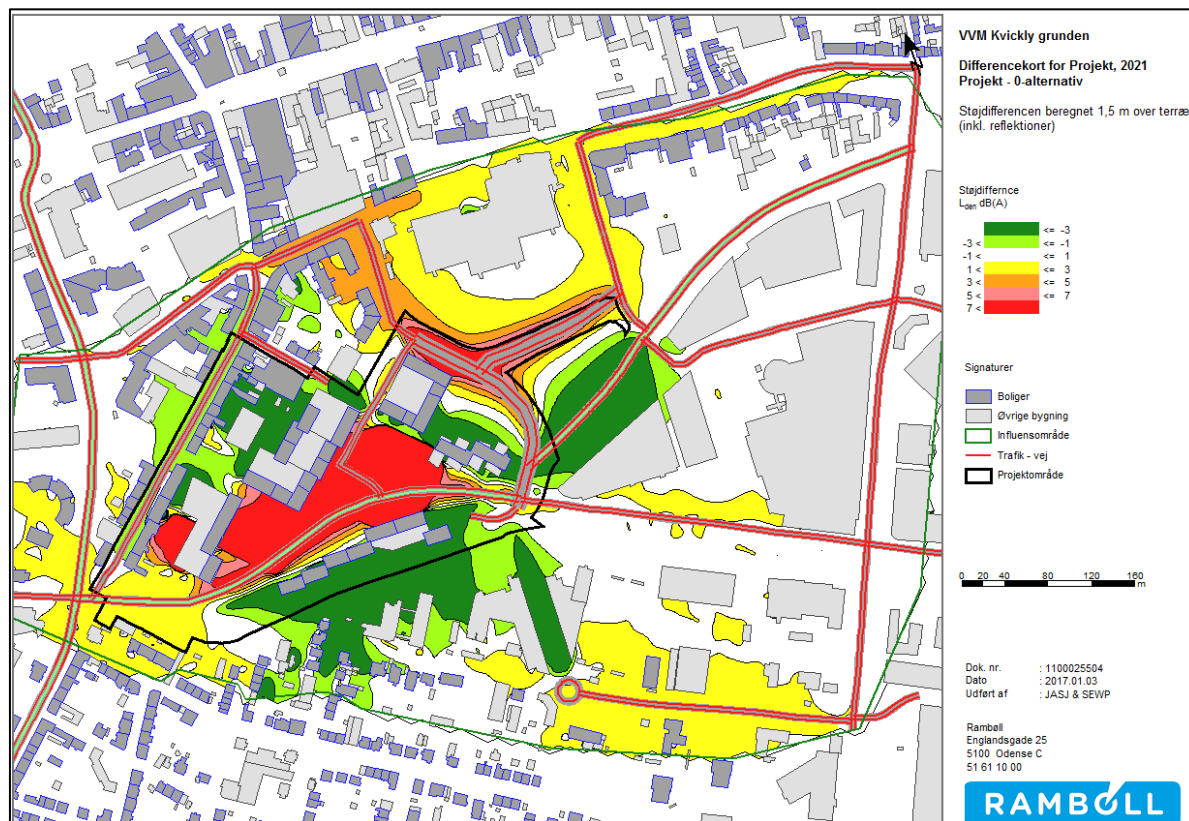 VVM Kvickly grunden
Differencekort for Projekt, 2021
Projekt - 0-alternativ
Støjdifferencen beregnet 1,5 m over terræ
(inkl. reflektioner)
Støjdiffernce
Lden dB(A)
<= -3
-3 < <= -1
-1 < <= 1
1 < <= 3
3 < <= 5
5 < <= 7
7 <
Signaturer
Boliger
Øvrige bygning
Influensområde
Trafik - vej
Projektområde
0 20 40 80 120 160
m
Dok. nr. : 1100025504
Dato : 2017.01.03
Udført af : JASJ & SEWP
Rambøll
Englandsgade 25
5100 Odense C
51 61 10 00
RAMBOLL